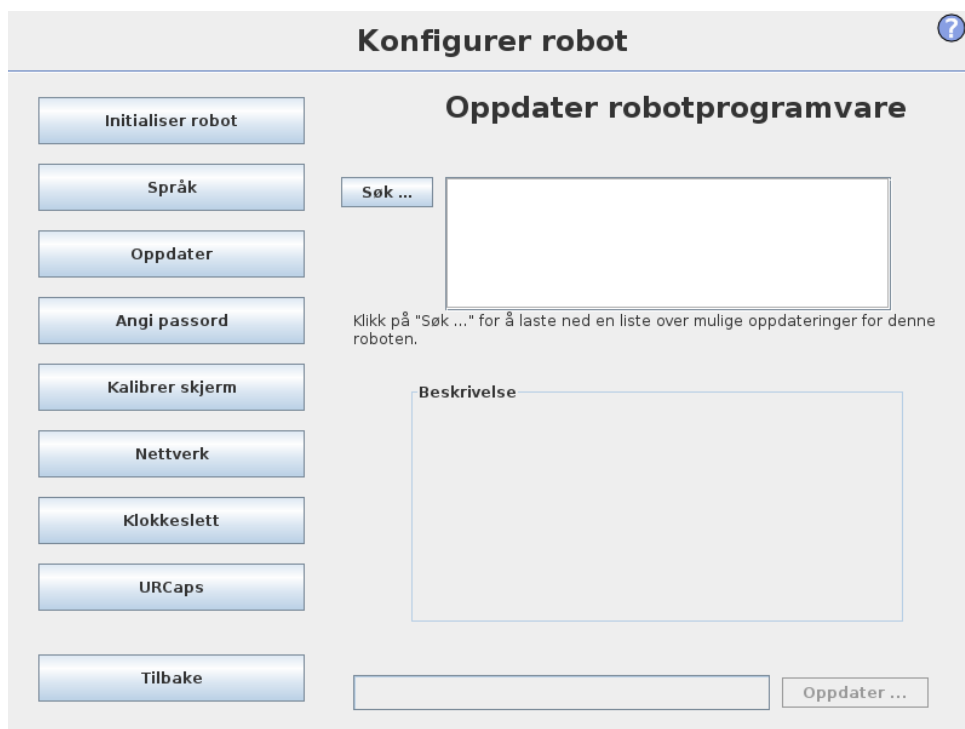 Konfigurer robot
?
Initialiser robot
Språk
Oppdater
Angi passord
Kalibrer skjerm
Nettverk
Klokkeslett
URCaps
Tilbake
Oppdater robotprogramvare
Søk ...
Klikk på "Søk ..." for å laste ned en liste over mulige oppdateringer for denne
roboten.
Beskrivelse
Oppdater ...